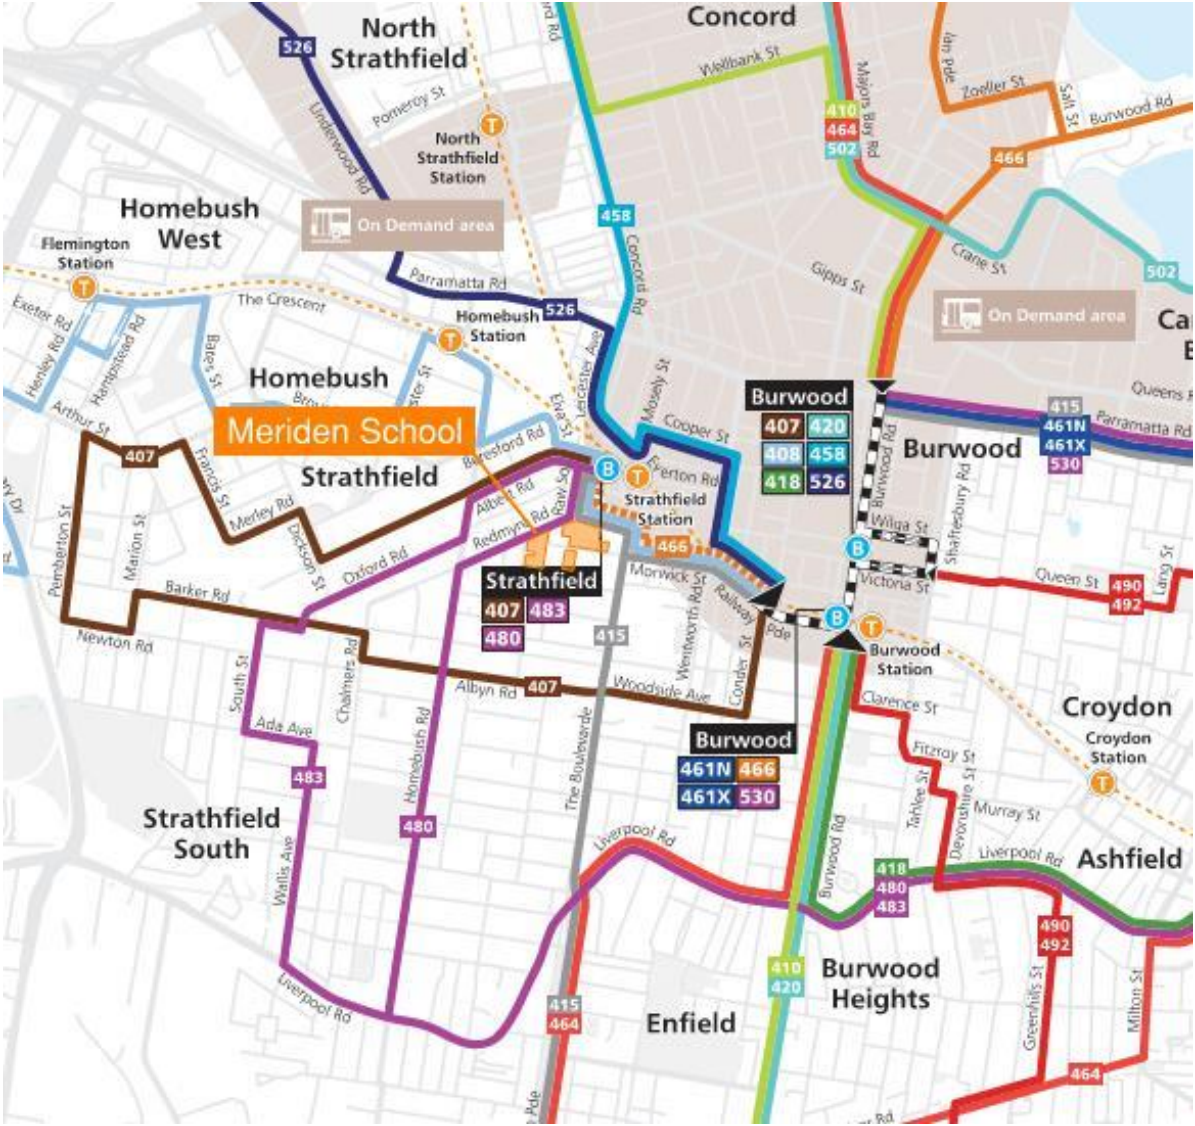 Concord
North
Strathfield
526
Wellbank St
Ian Pde
Zoeller St
Salt St
Burwood Rd
Pomeroy St
Underwood Rd
T
North
Strathfield
Station
410
464
502
Majors Bay Rd
466
Homebush
West
On Demand area
458
Concord Rd
Flemington
Station
T
Crane St
502
Gipps St
Parramatta Rd
526
The Crescent
Homebush
Station
T
On Demand area
Exeter Rd
Henley Rd
Hampstead Rd
Bates St
Leicester Ave
Mosely St
Homebush
Burwood
407 420
408 458
418 526
Queens R
415
461N
461X
530
Parramatta Rd
Arthur St
Meriden School
Elva St
Cooper St
Burwood Rd
Burwood
407
Francis St
Strathfield
Beresford Rd
B
T
Everton Rd
Strathfield
Station
Shaftesbury Rd
Albert Rd
Raw Sq
Redmyre Rd
Merley Rd
Dickson St
Oxford Rd
466
Wilga St
B
Victoria St
Pemberton St
Marion St
Barker Rd
Strathfield
407 483
480
Morwick St
Railway Pde
Queen St
490
492
Lang St
Newton Rd
415
Wentworth Rd
Conder St
B
T
Burwood
Station
Chalmers Rd
South St
Albyn Rd
407
Woodside Ave
Clarence St
Croydon
Croydon
Station
T
Ada Ave
Homebush Rd
The Boulevarde
Burwood
461N 466
461X 530
Fitzroy St
483
Tahlee St
Devonshire St
Murray St
Strathfield
South
480
Liverpool Rd
Burwood Rd
Liverpool Rd
Ashfield
Wallis Ave
418
480
483
490
492
Liverpool Rd
410
420
Burwood
Heights
Greenhills St
Milton St
415
464
Enfield
464
Pde